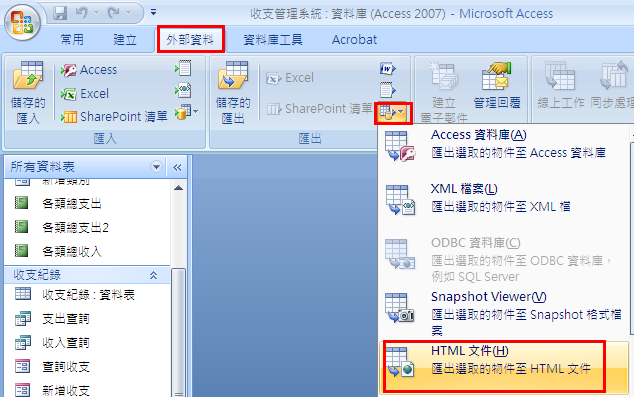 收支管理系統 : 資料庫 (Access 2007) - Microsoft Access
常用 建立 外部資料 資料庫工具 Acrobat
儲存的匯入
Access
Excel
SharePoint 清單
匯入
儲存的匯出
Excel
SharePoint 清單
匯出
建立電子郵件
管理回覆
線上工作
同步處理
所有資料表
新增類別
各類總支出
各類總支出2
各類總收入
收支紀錄
收支紀錄 : 資料表
支出查詢
收入查詢
查詢收支
新增收支
Access 資料庫(A)
匯出選取的物件至 Access 資料庫
XML 檔案(L)
匯出選取的物件至 XML 檔
ODBC 資料庫(C)
匯出選取的物件至 ODBC 資料庫，
例如 SQL Server
Snapshot Viewer(V)
匯出選取的物件至 Snapshot 格式檔
案
HTML 文件(H)
匯出選取的物件至 HTML 文件